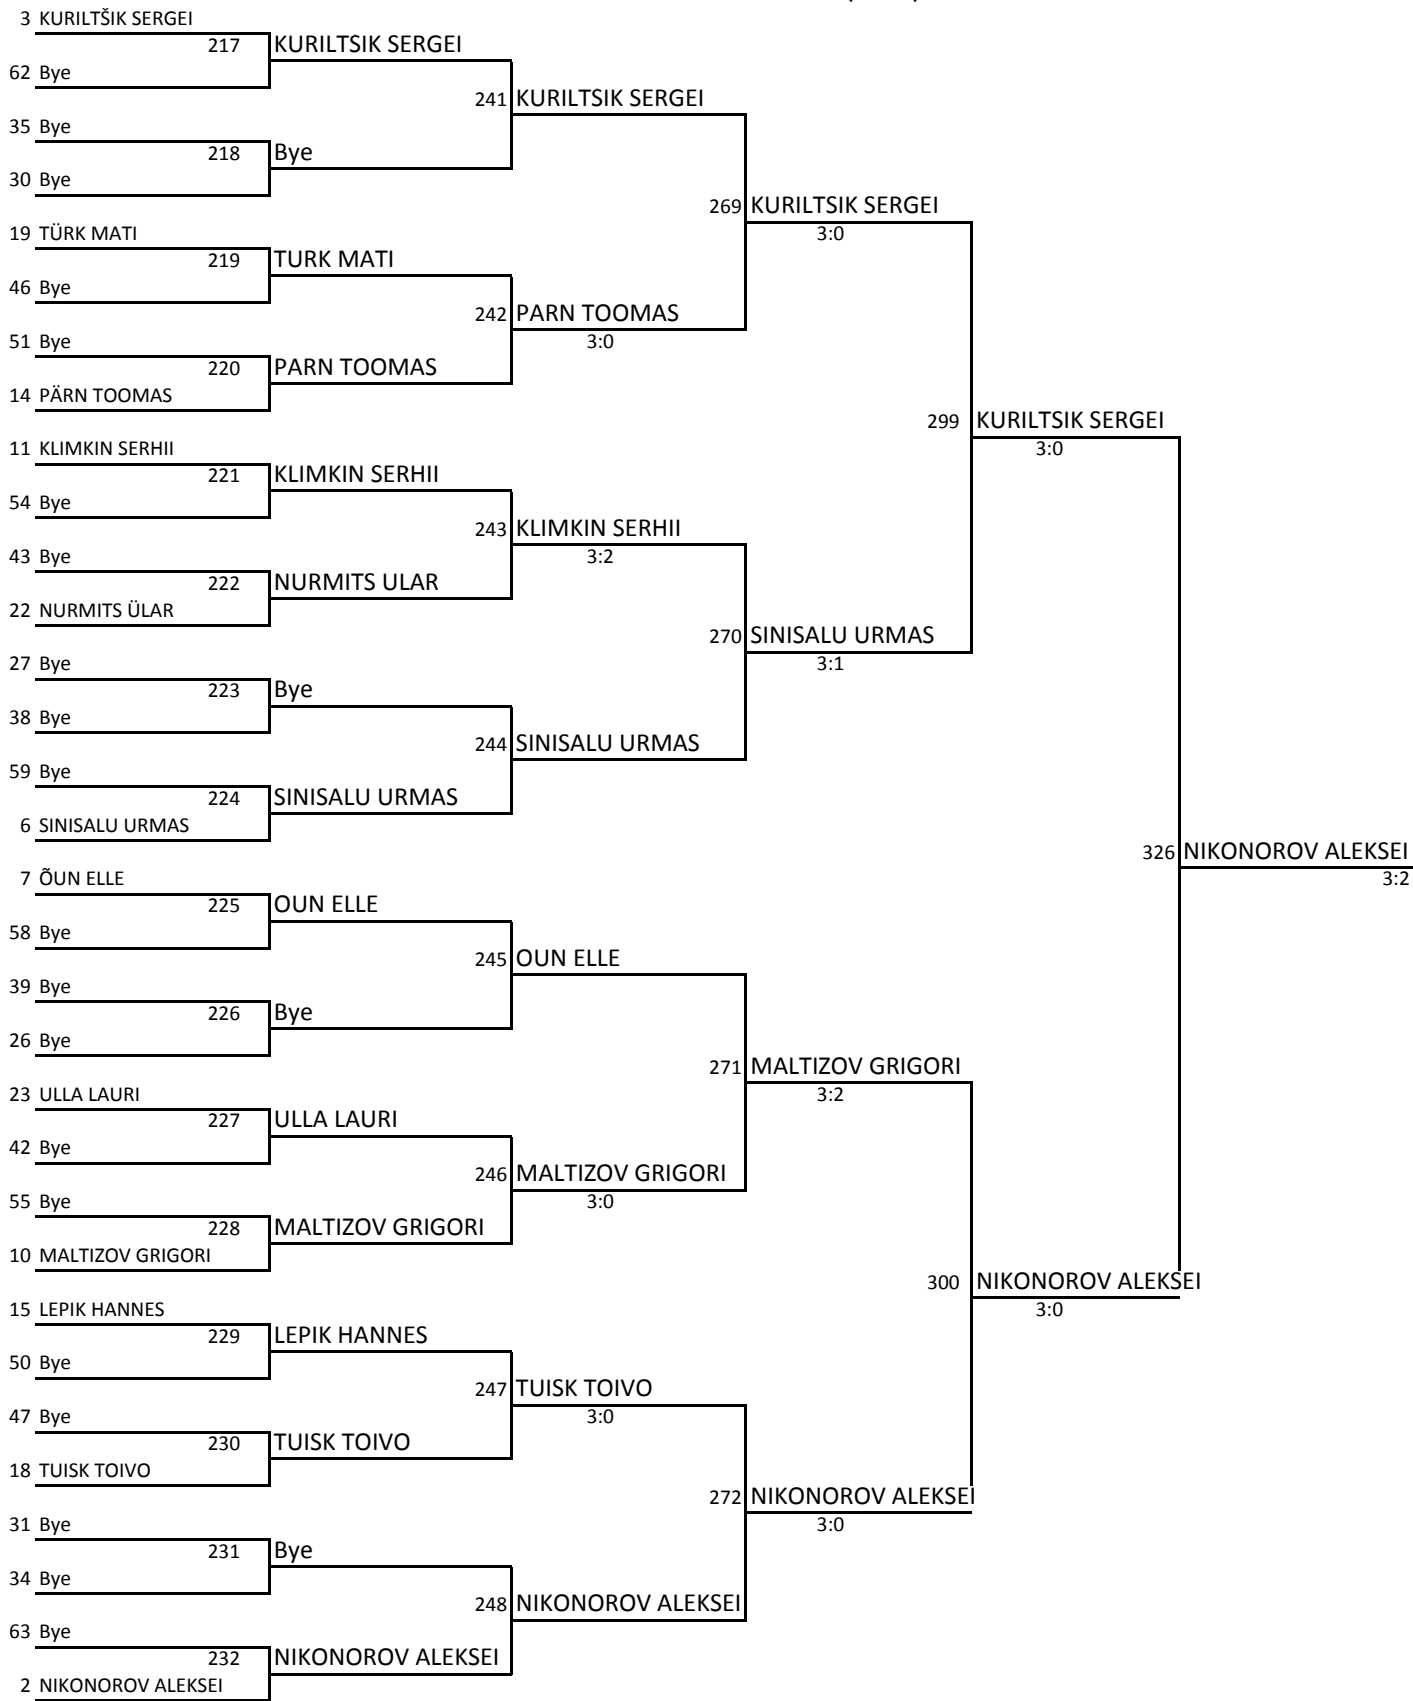 3 KURILTŠIK SERGEI
217 KURILTSIK SERGEI
62 Bye
241 KURILTSIK SERGEI
35 Bye
218 Bye
30 Bye
269 KURILTSIK SERGEI
3:0
19 TÜRK MATI
219 TURK MATI
46 Bye
242 PARN TOOMAS
3:0
51 Bye
220 PARN TOOMAS
14 PÄRN TOOMAS
299 KURILTSIK SERGEI
3:0
11 KLIMKIN SERHII
221 KLIMKIN SERHII
54 Bye
243 KLIMKIN SERHII
3:2
43 Bye
222 NURMITS ULAR
22 NURMITS ÜLAR
270 SINISALU URMAS
3:1
27 Bye
223 Bye
38 Bye
244 SINISALU URMAS
59 Bye
224 SINISALU URMAS
6 SINISALU URMAS
326 NIKONOROV ALEKSEI
3:2
7 ÕUN ELLE
225 OUN ELLE
58 Bye
245 OUN ELLE
39 Bye
226 Bye
26 Bye
271 MALTIZOV GRIGORI
3:2
23 ULLA LAURI
227 ULLA LAURI
42 Bye
246 MALTIZOV GRIGORI
3:0
55 Bye
228 MALTIZOV GRIGORI
10 MALTIZOV GRIGORI
300 NIKONOROV ALEKSEI
3:0
15 LEPIK HANNES
229 LEPIK HANNES
50 Bye
247 TUISK TOIVO
3:0
47 Bye
230 TUISK TOIVO
18 TUISK TOIVO
272 NIKONOROV ALEKSEI
3:0
31 Bye
231 Bye
34 Bye
248 NIKONOROV ALEKSEI
63 Bye
232 NIKONOROV ALEKSEI
2 NIKONOROV ALEKSEI